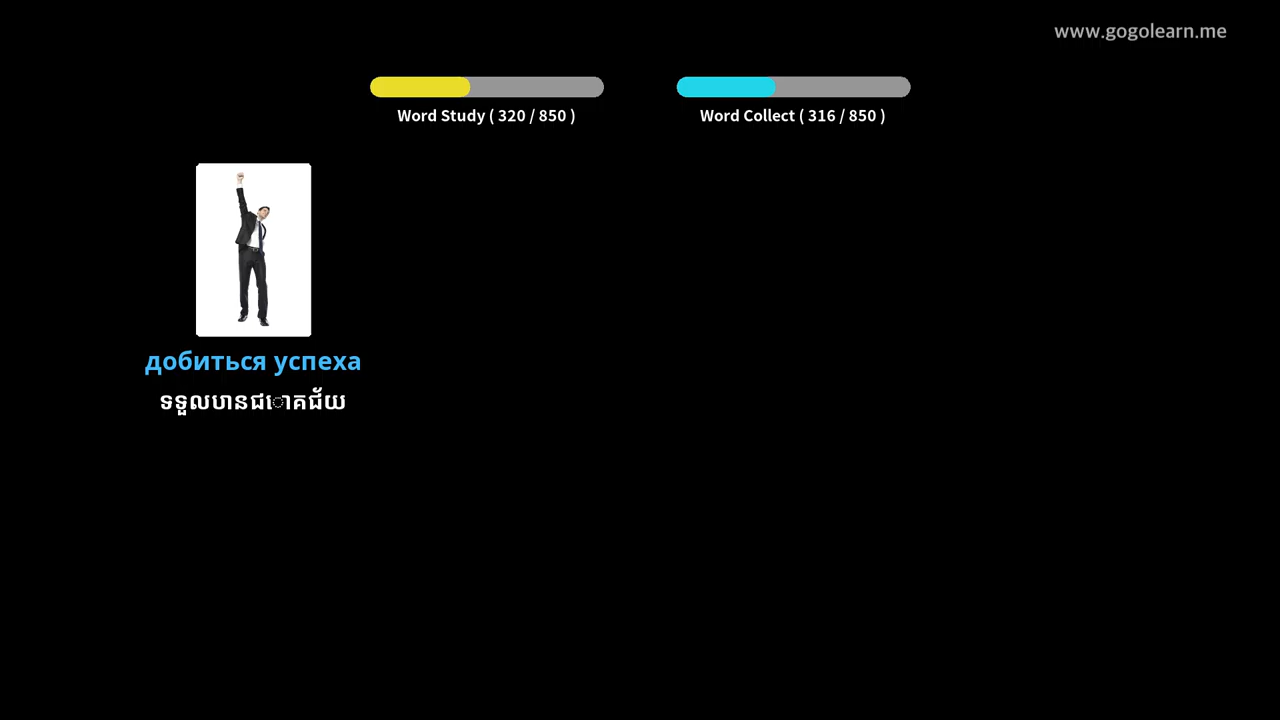 www.gogolearn.me
Word Study ( 320 / 850 )
Word Collect ( 316 / 850 )
добиться успеха
ទទួលបានជោគជ័យ